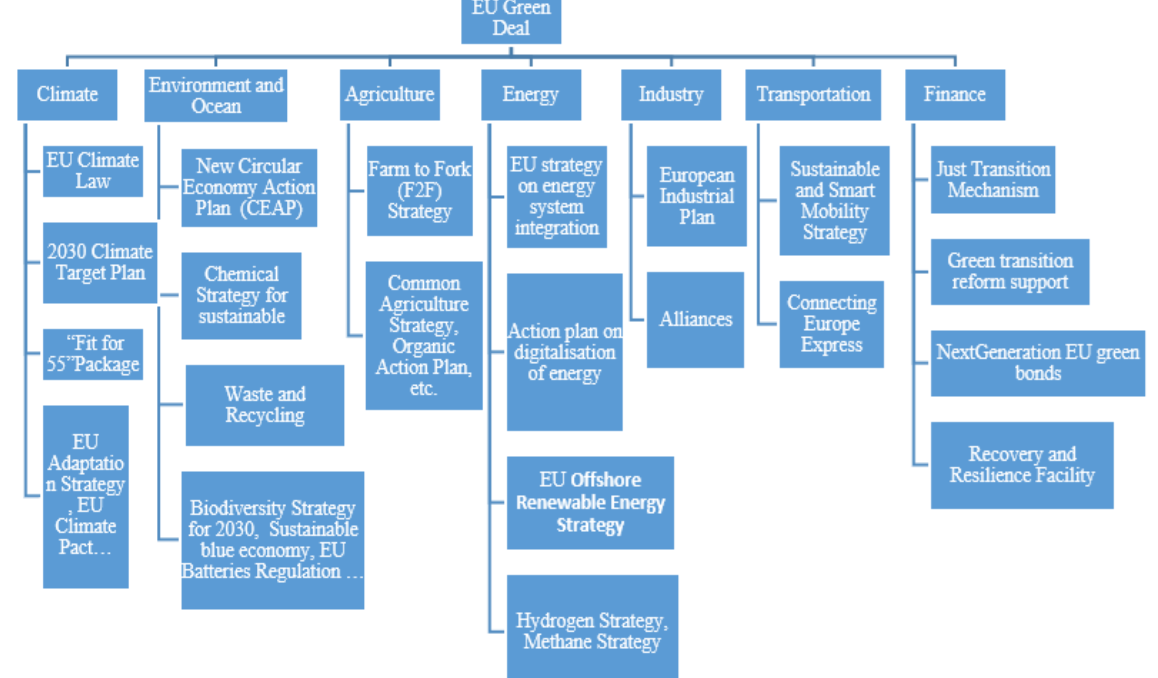 EU Green
Deal
Climate
Environment and
Ocean
Agriculture
Energy
Industry
Transportation
Finance
EU Climate
Law
2030 Climate
Target Plan
“Fit for
55”Package
EU
Adaptatio
n Strategy
, EU
Climate
Pact…
New Circular
Economy Action
Plan (CEAP)
Chemical
Strategy for
sustainable
Waste and
Recycling
Biodiversity Strategy
for 2030, Sustainable
blue economy, EU
Batteries Regulation …
Farm to Fork
(F2F)
Strategy
Common
Agriculture
Strategy,
Organic
Action Plan,
etc.
EU strategy
on energy
system
integration
Action plan on
digitalisation
of energy
EU Offshore
Renewable Energy
Strategy
Hydrogen Strategy,
Methane Strategy
European
Industrial
Plan
Alliances
Sustainable
and Smart
Mobility
Strategy
Connecting
Europe
Express
Just Transition
Mechanism
Green transition
reform support
NextGeneration EU green
bonds
Recovery and
Resilience Facility